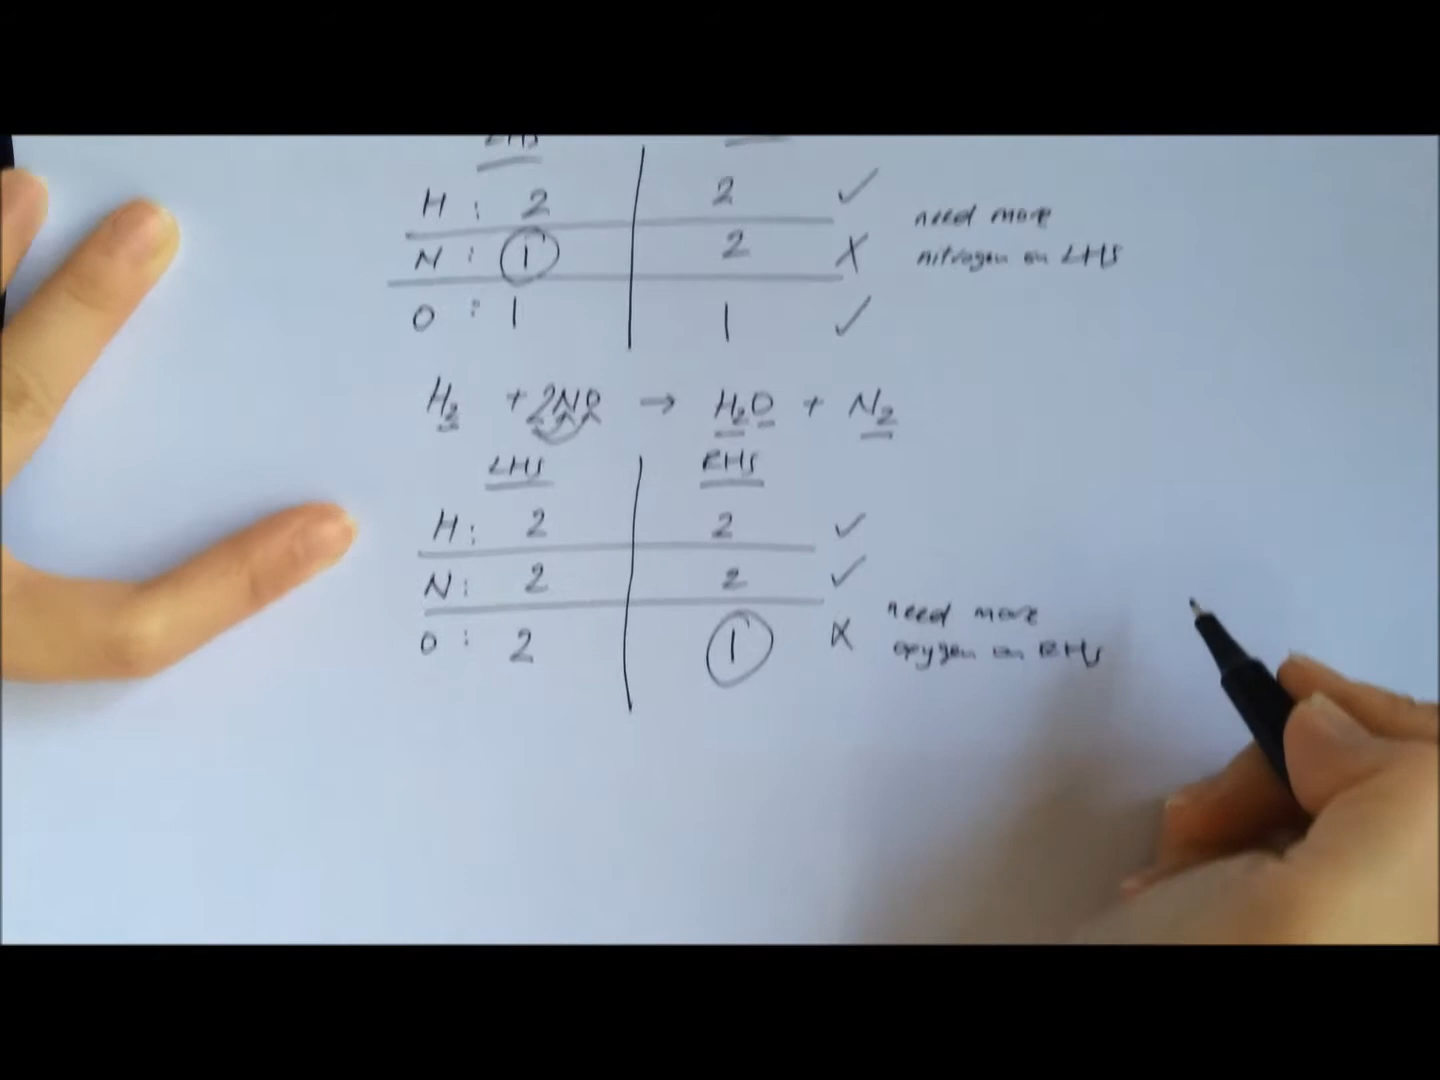 LHS
H : 2 2 ✓
N : 1 2 X
O : 1 1 ✓
need more
nitrogen on LHS
H₂ + 2NO → H₂O + N₂
LHS RHS
H: 2 2 ✓
N: 2 2 ✓
O : 2 1 X
need more
oxygen on RHS